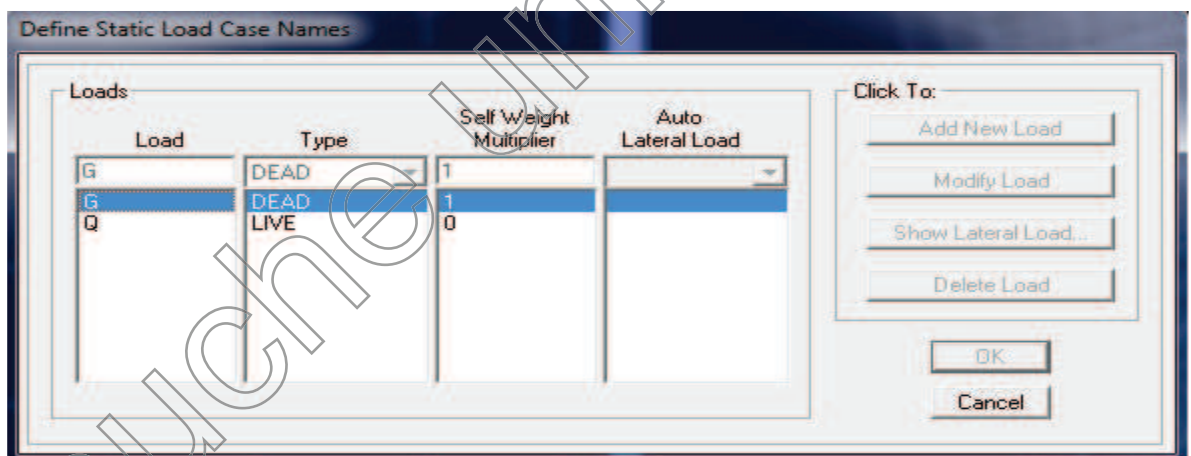 Define Static Load Case Names
Loads
Click To:
Load Type Self Weight Multiplier Auto Lateral Load
G DEAD 1
G DEAD 1
Q LIVE 0
Add New Load
Modify Load
Show Lateral Load...
Delete Load
OK
Cancel